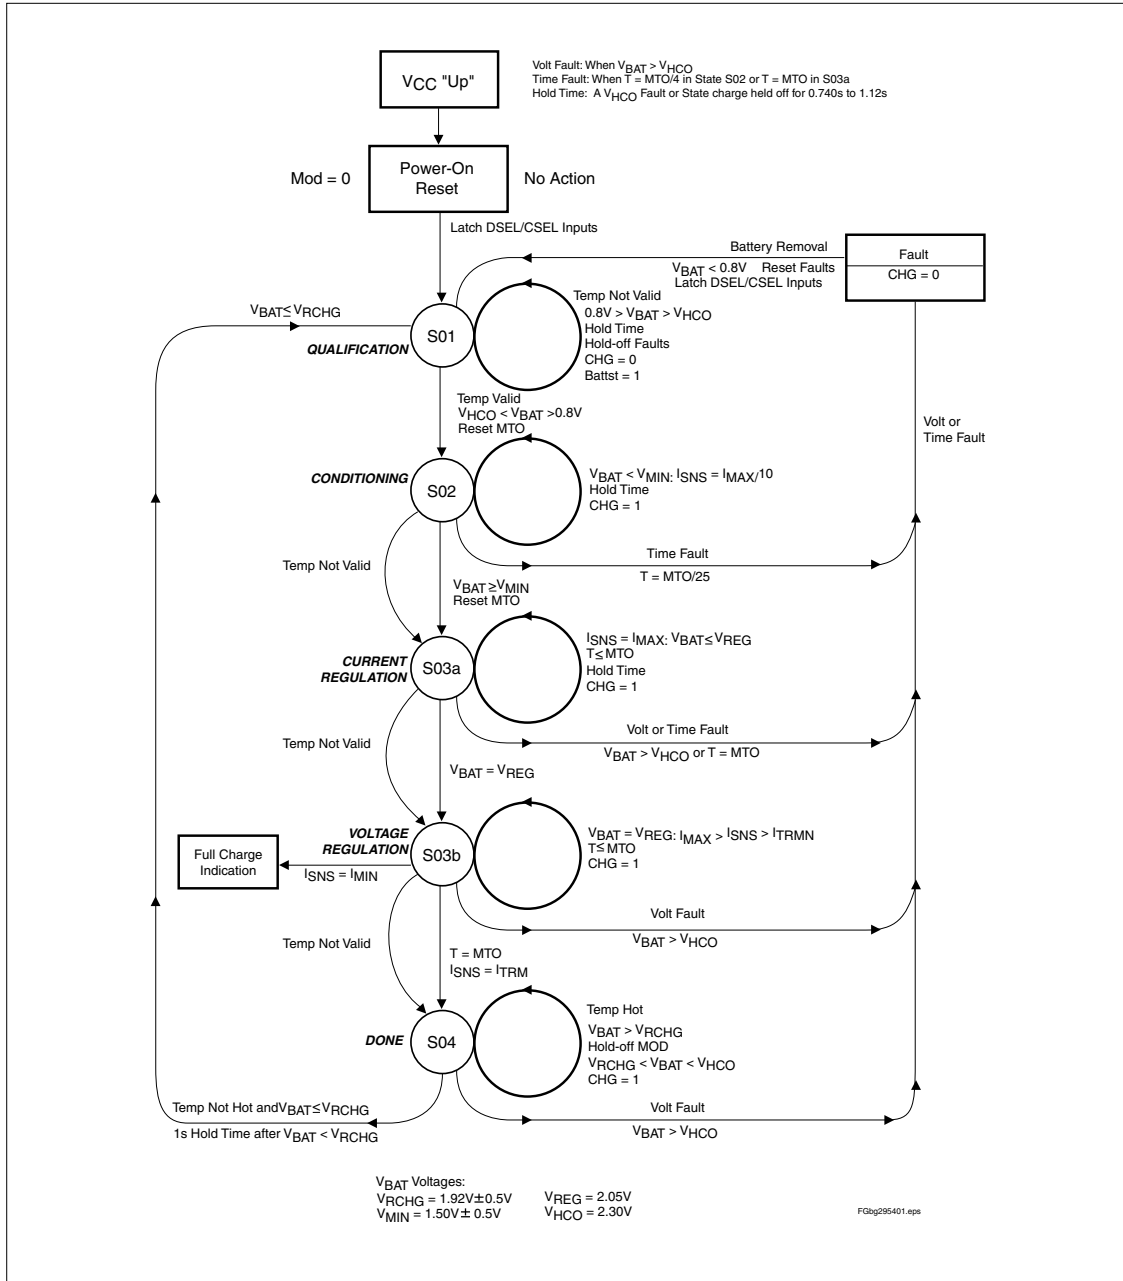 VCC "Up"
Volt Fault: When VBAT > VHCO
Time Fault: When T = MTO/4 in State S02 or T = MTO in S03a
Hold Time: A VHCO Fault or State charge held off for 0.740s to 1.12s
Mod = 0
Power-On
Reset
No Action
Latch DSEL/CSEL Inputs
Battery Removal
VBAT < 0.8V Reset Faults
Latch DSEL/CSEL Inputs
Fault
CHG = 0
VBAT ≤ VRCHG
S01
QUALIFICATION
Temp Not Valid
0.8V > VBAT > VHCO
Hold Time
Hold-off Faults
CHG = 0
Battst = 1
Temp Valid
VHCO < VBAT >0.8V
Reset MTO
Volt or
Time Fault
CONDITIONING
S02
VBAT < VMIN: ISNS = IMAX/10
Hold Time
CHG = 1
Temp Not Valid
Time Fault
T = MTO/25
VBAT ≥VMIN
Reset MTO
CURRENT
REGULATION
S03a
ISNS = IMAX: VBAT ≤ VREG
T ≤ MTO
Hold Time
CHG = 1
Temp Not Valid
Volt or Time Fault
VBAT > VHCO or T = MTO
VBAT = VREG
VOLTAGE
REGULATION
S03b
VBAT = VREG: IMAX > ISNS > ITRMN
T ≤ MTO
CHG = 1
Full Charge
Indication
ISNS = IMIN
Temp Not Valid
Volt Fault
VBAT > VHCO
T = MTO
ISNS = ITRM
DONE
S04
Temp Hot
VBAT > VRCHG
Hold-off MOD
VRCHG < VBAT < VHCO
CHG = 1
Temp Not Hot andVBAT ≤ VRCHG
1s Hold Time after VBAT < VRCHG
Volt Fault
VBAT > VHCO
VBAT Voltages:
VRCHG = 1.92V ± 0.5V VREG = 2.05V
VMIN = 1.50V ± 0.5V VHCO = 2.30V
FGbg295401.eps